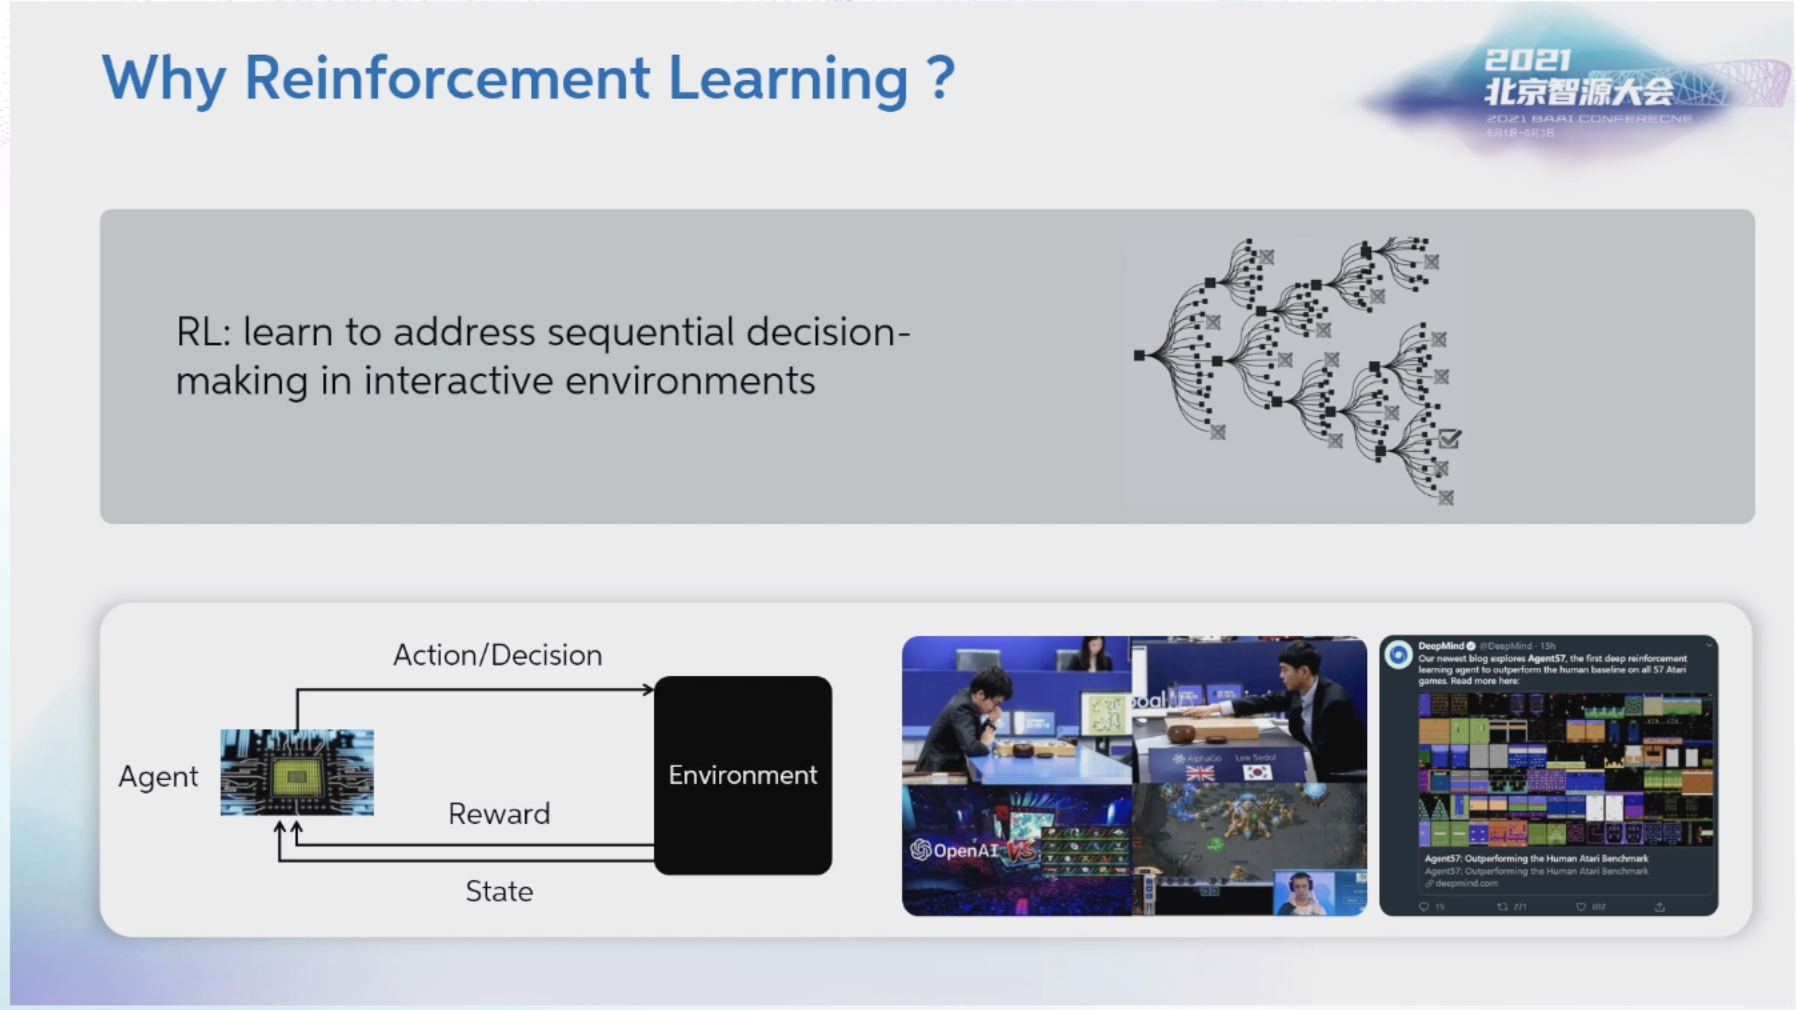 Why Reinforcement Learning ?
2021
北京智源大会
2021 BAAI CONFERECNE
6月1日-6月3日
RL: learn to address sequential decision-
making in interactive environments
Action/Decision
Agent
Environment
Reward
State
AlphaGo
Lee Sedol
OpenAI VS
DeepMind @DeepMind · 15h
Our newest blog explores Agent57, the first deep reinforcement
learning agent to outperform the human baseline on all 57 Atari
games. Read more here:
Agent57: Outperforming the Human Atari Benchmark
Agent57: Outperforming the Human Atari Benchmark
deepmind.com
15 271 692